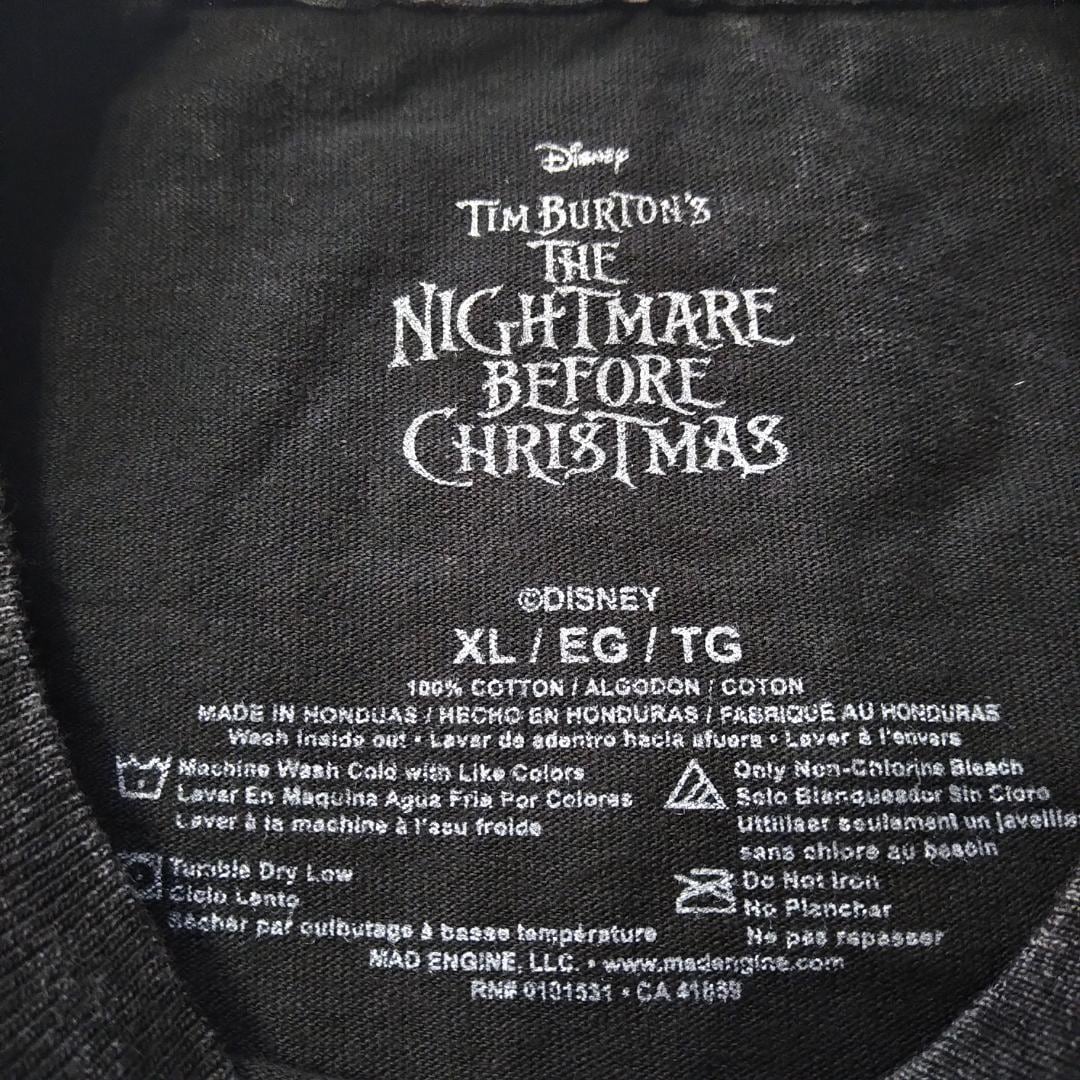 Disney
TIM BURTON'S
THE
NIGHTMARE
BEFORE
CHRISTMAS
©DISNEY
XL / EG / TG
100% COTTON / ALGODON / COTON
MADE IN HONDUAS / HECHO EN HONDURAS / FABRIQUÉ AU HONDURAS
Wash inside out • Lavar de adentro hacia afuera • Laver à l'envers
Machine Wash Cold with Like Colors
Lavar En Maquina Agua Fria Por Colores
Laver à la machine à l'eau froide
Only Non-Chlorine Bleach
Solo Blanqueador Sin Cloro
Uttiliser seulement un
sans chlore au besoin
Tumble Dry Low
Ciclo Lento
Sécher par culbutage à basse température
Do Not Iron
No Planchar
Ne pas repasser
MAD ENGINE, LLC. • www.madengine.com
RN# 0101531 • CA 41839